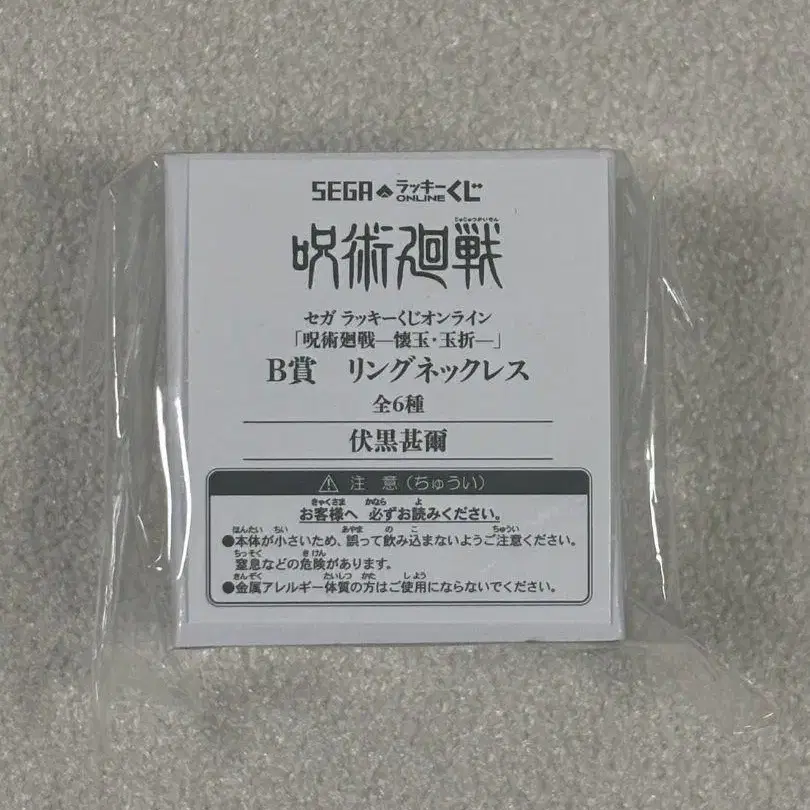 SEGA ラッキーくじ ONLINE
じゅじゅつかいせん
呪術廻戦
セガ ラッキーくじオンライン
「呪術廻戦―懐玉・玉折―」
B賞 リングネックレス
全6種
伏黒甚爾
⚠ 注 意(ちゅうい)
きゃくさま かなら よ
お客様へ 必ずお読みください。
ほんたい ちい あやま の こ ちゅうい
●本体が小さいため、誤って飲み込まないようご注意ください。
ちっそく きけん
窒息などの危険があります。
きんぞく たいしつ かた しよう
●金属アレルギー体質の方はご使用にならないでください。